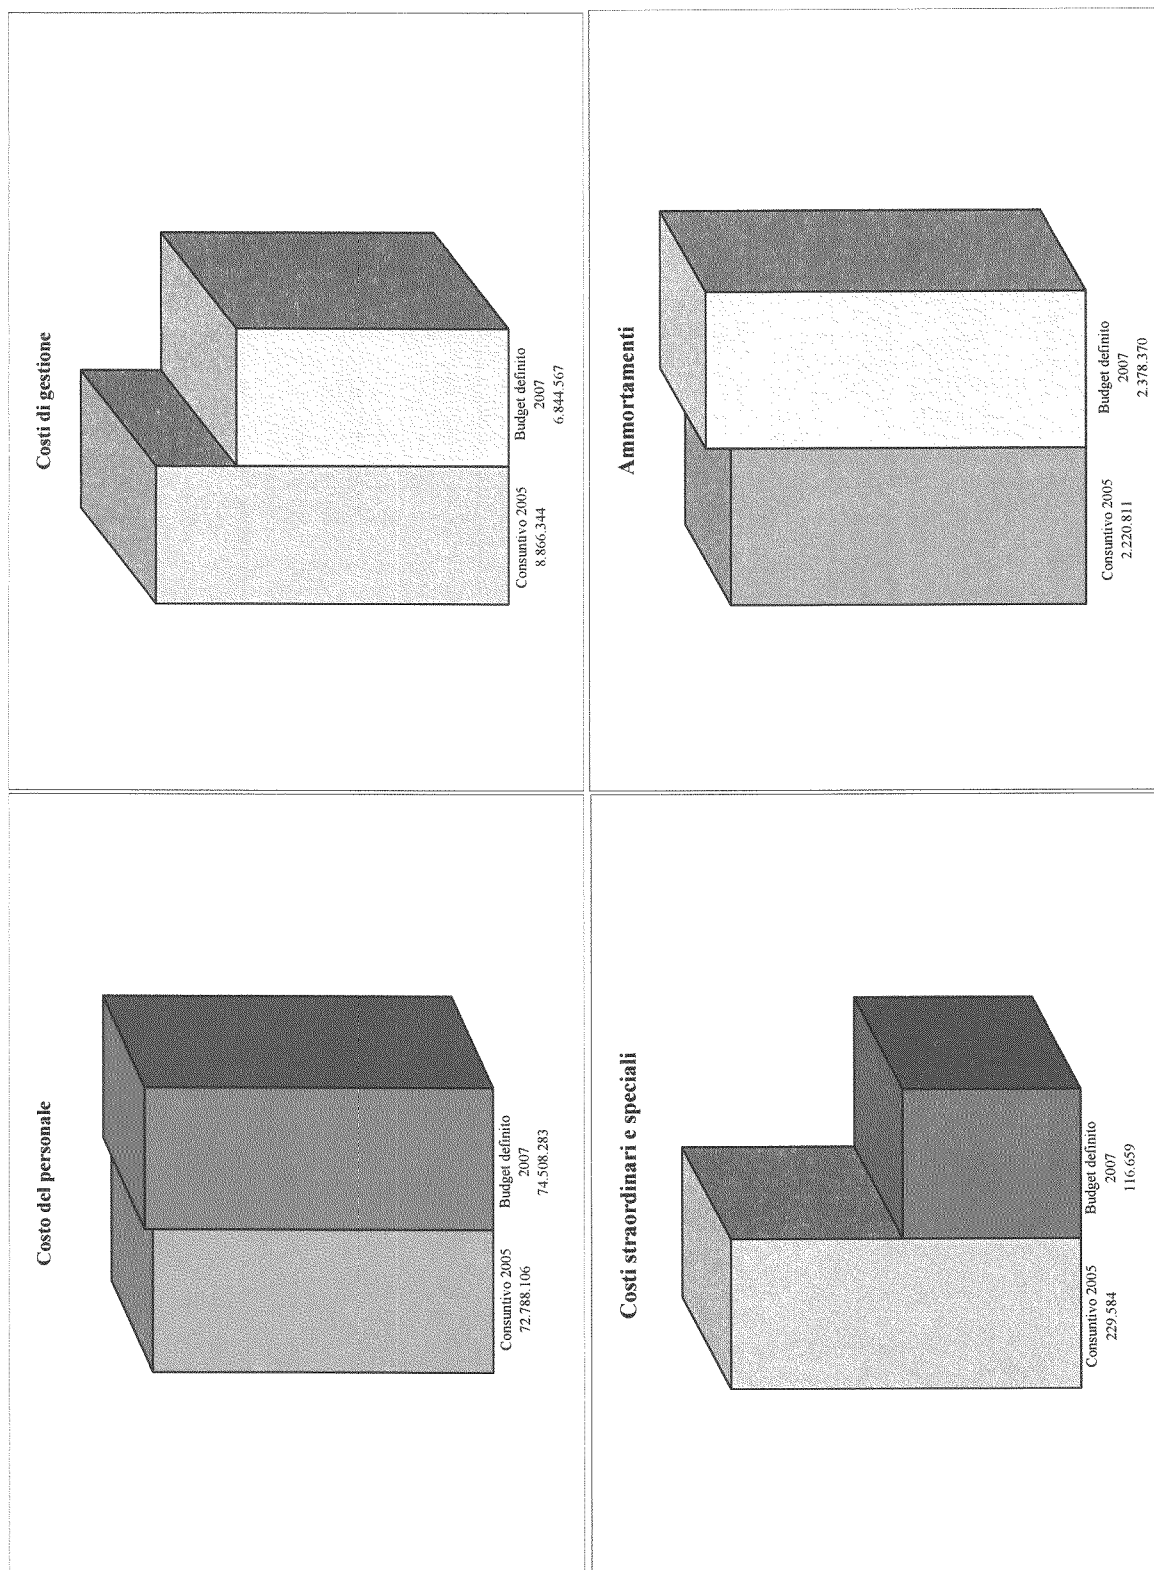 Costi di gestione
Consuntivo 2005
8.866.344
Budget definito
2007
6.844.567
Ammortamenti
Consuntivo 2005
2.220.811
Budget definito
2007
2.378.370
Costo del personale
Consuntivo 2005
72.788.106
Budget definito
2007
74.508.283
Costi straordinari e speciali
Consuntivo 2005
229.584
Budget definito
2007
116.659